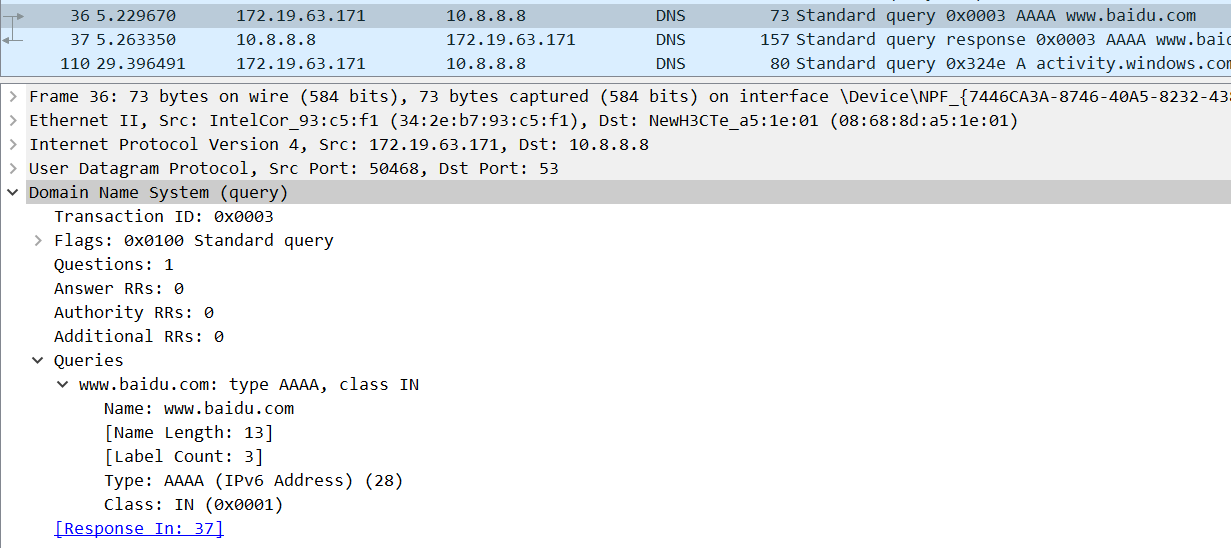 36 5.229670 172.19.63.171 10.8.8.8 DNS 73 Standard query 0x0003 AAAA www.baidu.com
37 5.263350 10.8.8.8 172.19.63.171 DNS 157 Standard query response 0x0003 AAAA www.baid
110 29.396491 172.19.63.171 10.8.8.8 DNS 80 Standard query 0x324e A activity.windows.com
Frame 36: 73 bytes on wire (584 bits), 73 bytes captured (584 bits) on interface \Device\NPF_{7446CA3A-8746-40A5-8232-438
Ethernet II, Src: IntelCor_93:c5:f1 (34:2e:b7:93:c5:f1), Dst: NewH3CTe_a5:1e:01 (08:68:8d:a5:1e:01)
Internet Protocol Version 4, Src: 172.19.63.171, Dst: 10.8.8.8
User Datagram Protocol, Src Port: 50468, Dst Port: 53
Domain Name System (query)
Transaction ID: 0x0003
Flags: 0x0100 Standard query
Questions: 1
Answer RRs: 0
Authority RRs: 0
Additional RRs: 0
Queries
www.baidu.com: type AAAA, class IN
Name: www.baidu.com
[Name Length: 13]
[Label Count: 3]
Type: AAAA (IPv6 Address) (28)
Class: IN (0x0001)
[Response In: 37]